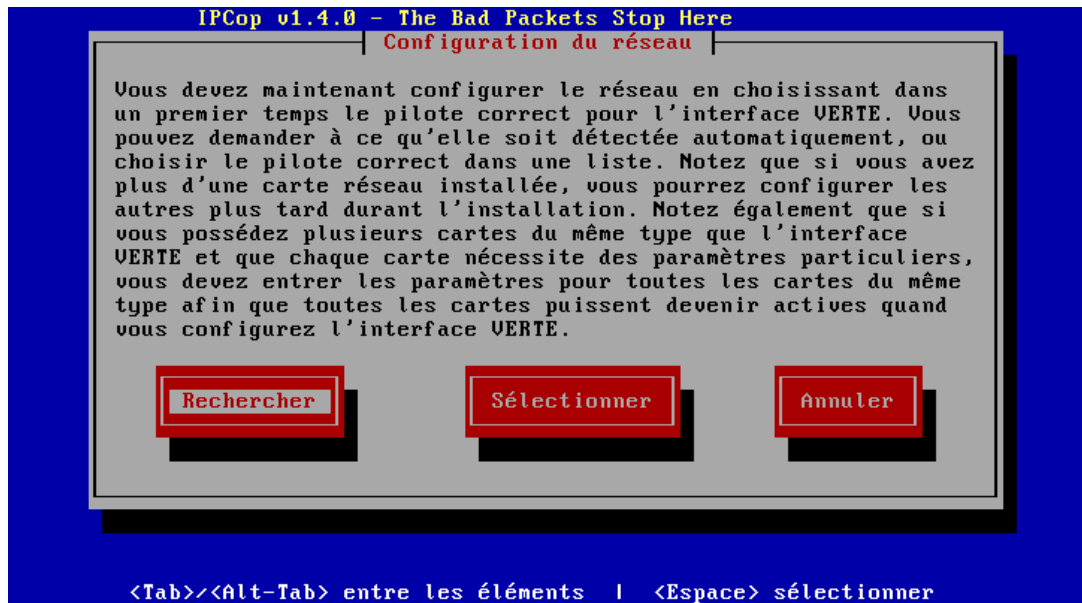 IPCop v1.4.0 - The Bad Packets Stop Here
Configuration du réseau
Vous devez maintenant configurer le réseau en choisissant dans
un premier temps le pilote correct pour l'interface VERTE. Vous
pouvez demander à ce qu'elle soit détectée automatiquement, ou
choisir le pilote correct dans une liste. Notez que si vous avez
plus d'une carte réseau installée, vous pourrez configurer les
autres plus tard durant l'installation. Notez également que si
vous possédez plusieurs cartes du même type que l'interface
VERTE et que chaque carte nécessite des paramètres particuliers,
vous devez entrer les paramètres pour toutes les cartes du même
type afin que toutes les cartes puissent devenir actives quand
vous configurez l'interface VERTE.
Rechercher Sélectionner Annuler
<Tab>/<Alt-Tab> entre les éléments | <Espace> sélectionner